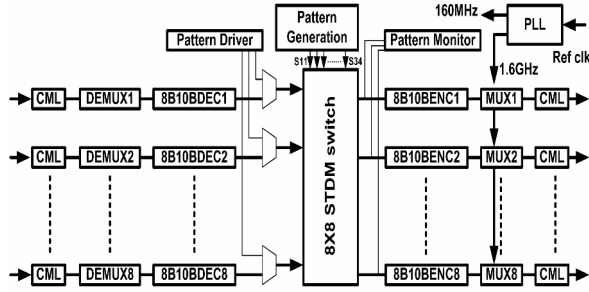 160MHz
PLL
Ref clk
Pattern Generation
Pattern Driver
Pattern Monitor
S11
S34
1.6GHz
CML DEMUX1 8B10BDEC1 8B10BENC1 MUX1 CML
CML DEMUX2 8B10BDEC2 8B10BENC2 MUX2 CML
8X8 STDM switch
CML DEMUX8 8B10BDEC8 8B10BENC8 MUX8 CML